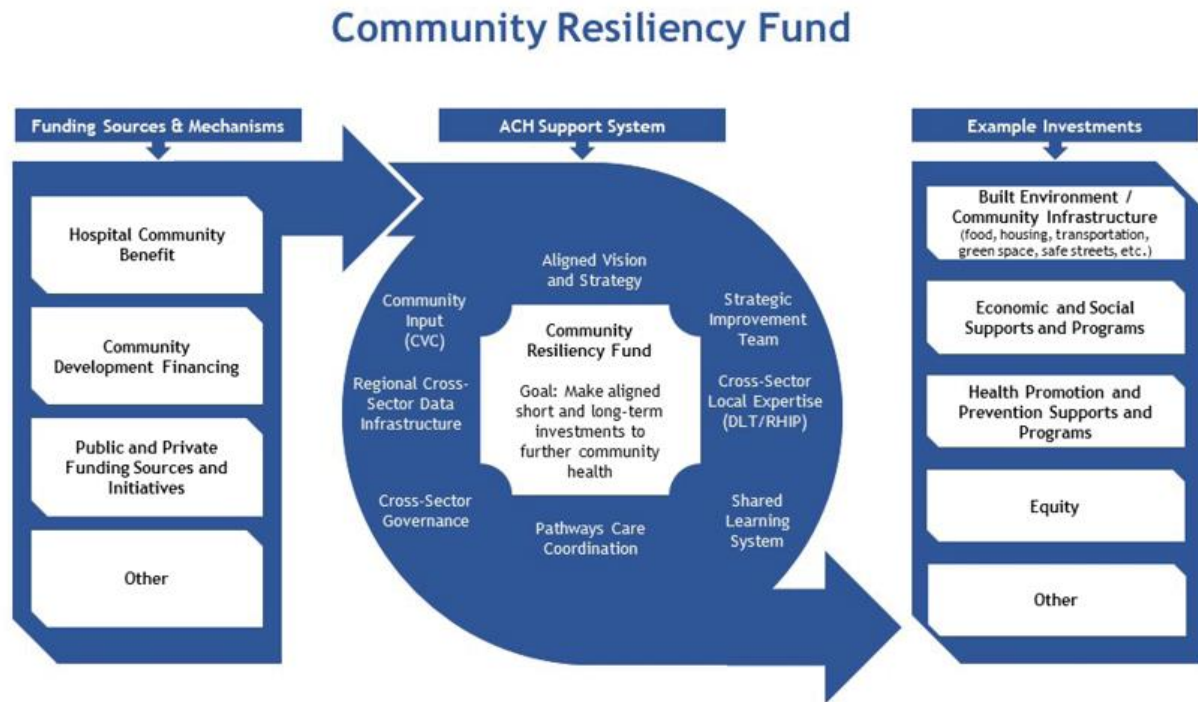 Community Resiliency Fund
Funding Sources & Mechanisms
Hospital Community
Benefit
Community
Development Financing
Public and Private
Funding Sources and
Initiatives
Other
ACH Support System
Aligned Vision
and Strategy
Community
Input
(CVC)
Strategic
Improvement
Team
Regional Cross-
Sector Data
Infrastructure
Community
Resiliency Fund
Goal: Make aligned
short and long-term
investments to
further community
health
Cross-Sector
Local Expertise
(DLT/RHIP)
Cross-Sector
Governance
Pathways Care
Coordination
Shared
Learning
System
Example Investments
Built Environment /
Community Infrastructure
(food, housing, transportation,
green space, safe streets, etc.)
Economic and Social
Supports and Programs
Health Promotion and
Prevention Supports and
Programs
Equity
Other